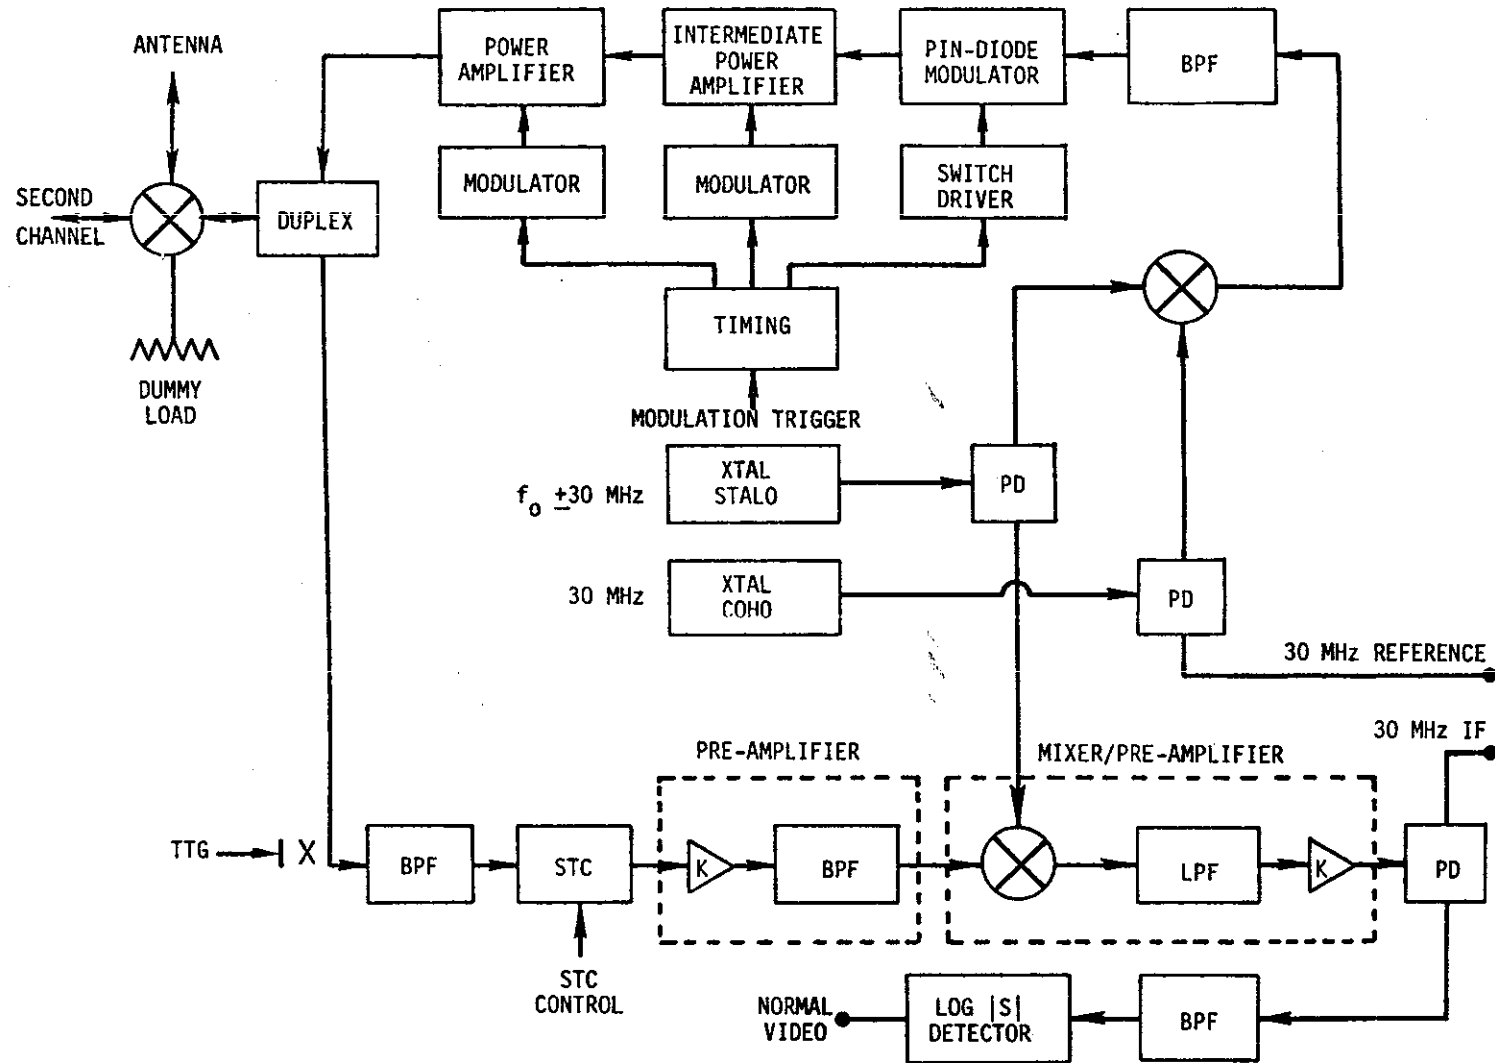 ANTENNA
POWER
AMPLIFIER
INTERMEDIATE
POWER
AMPLIFIER
PIN-DIODE
MODULATOR
BPF
SECOND
CHANNEL
DUPLEX
MODULATOR
MODULATOR
SWITCH
DRIVER
TIMING
DUMMY
LOAD
MODULATION TRIGGER
f₀ ±30 MHz
XTAL
STALO
PD
30 MHz
XTAL
COHO
PD
30 MHz REFERENCE
30 MHz IF
PRE-AMPLIFIER
MIXER/PRE-AMPLIFIER
TTG
BPF
STC
K
BPF
LPF
K
PD
STC
CONTROL
NORMAL
VIDEO
LOG |S|
DETECTOR
BPF